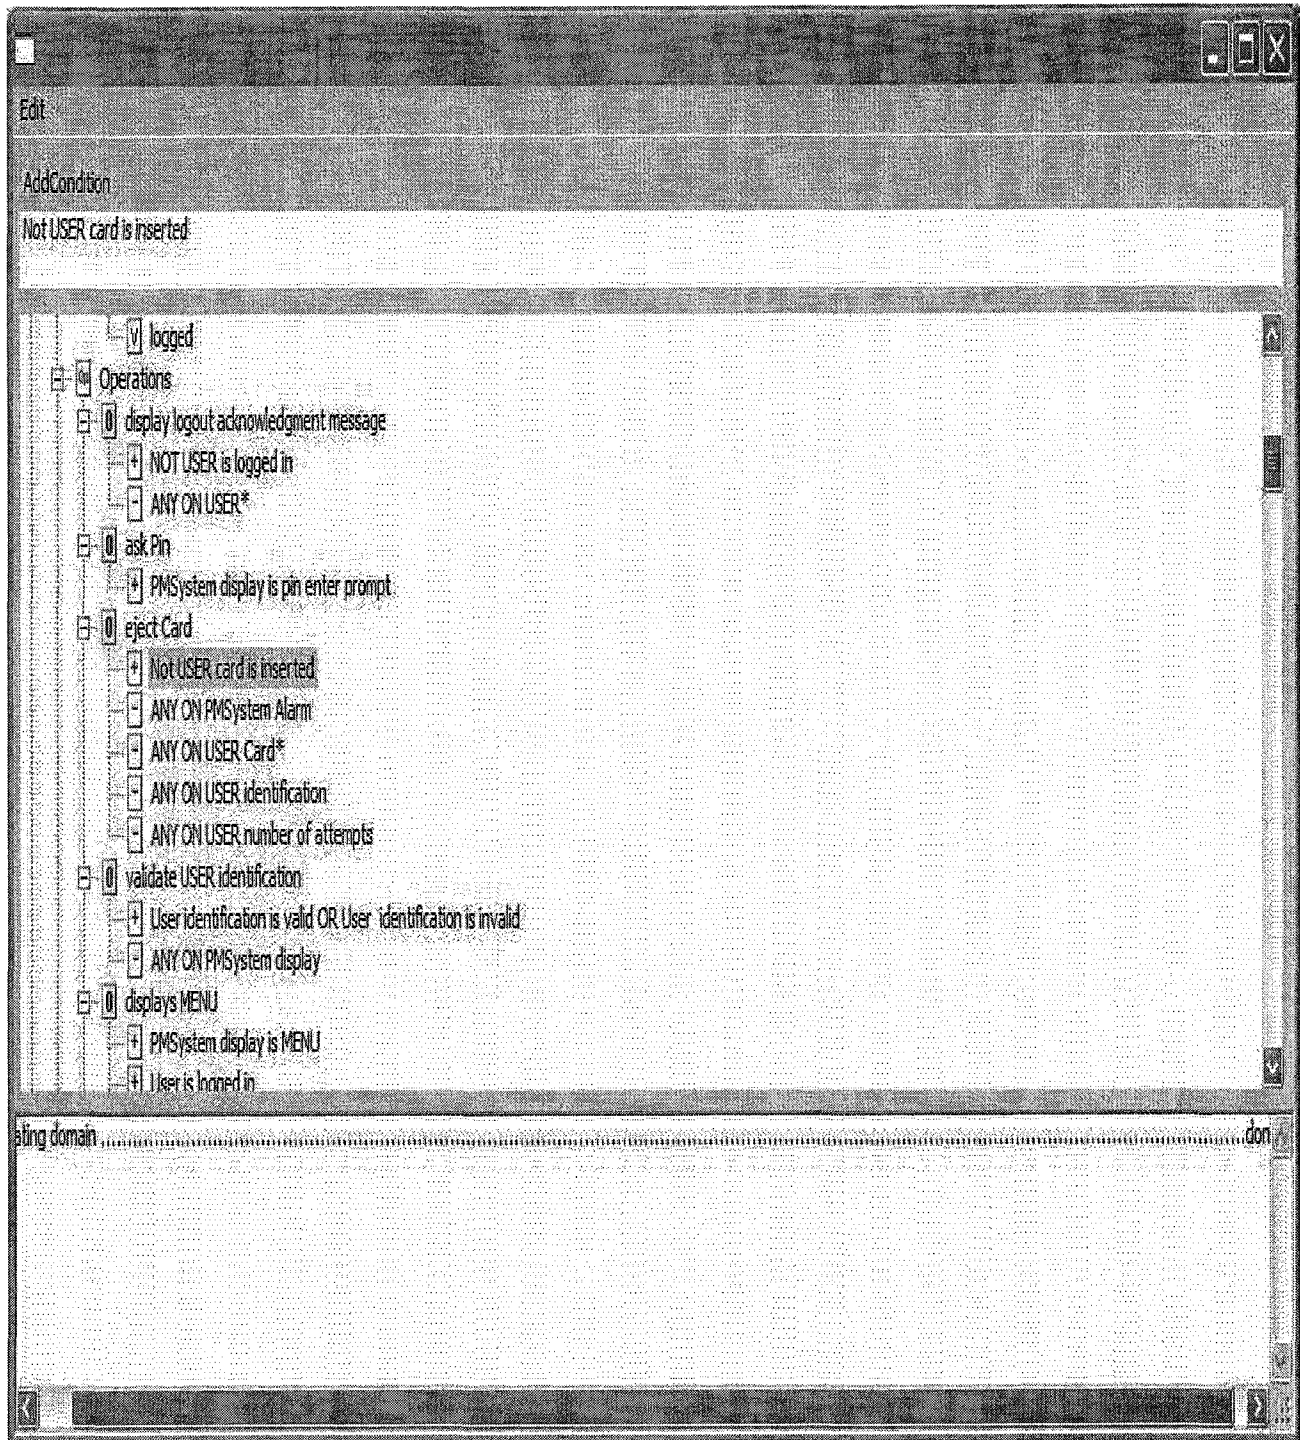 Edit
AddCondition
Not USER card is inserted
V logged
Operations
display logout acknowledgment message
NOT USER is logged in
ANY ON USER*
ask Pin
PMSystem display is pin enter prompt
eject Card
Not USER card is inserted
ANY ON PMSystem Alarm
ANY ON USER Card*
ANY ON USER identification
ANY ON USER number of attempts
validate USER identification
User identification is valid OR User identification is invalid
ANY ON PMSystem display
displays MENU
PMSystem display is MENU
User is logged in
ating domain ..... don